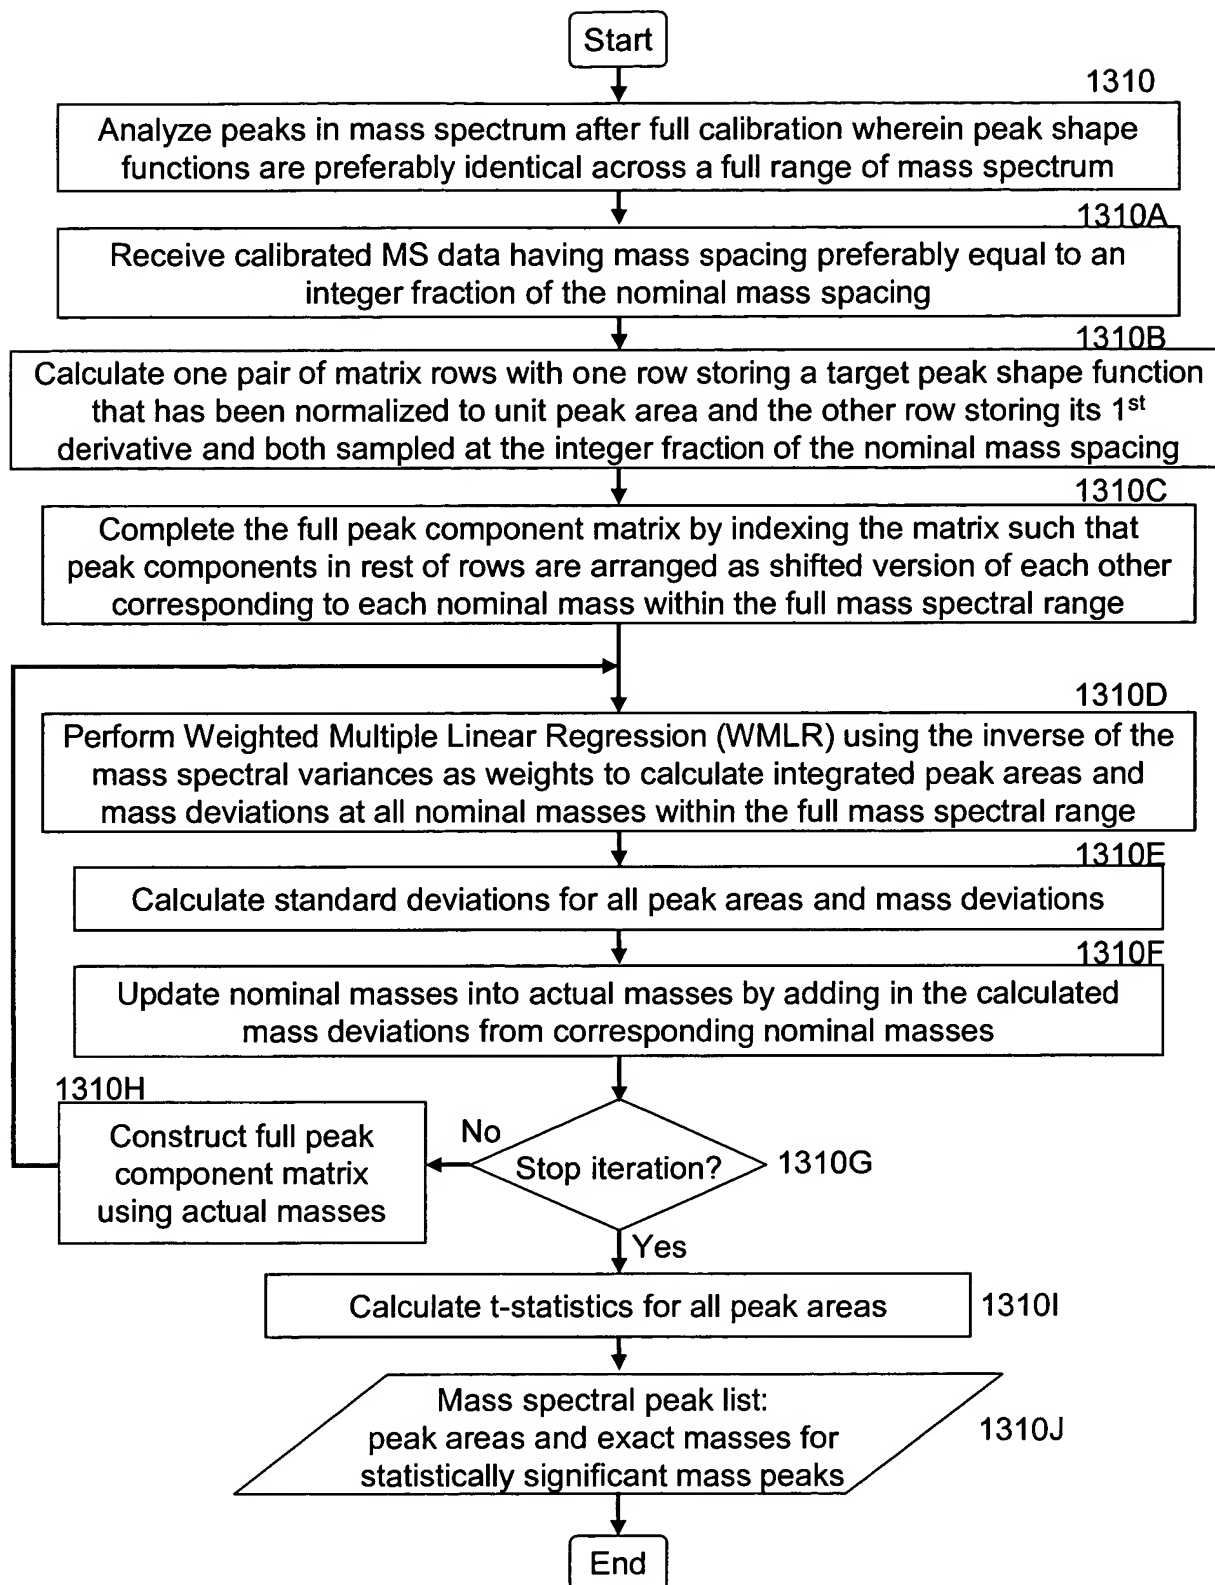 Start
1310
Analyze peaks in mass spectrum after full calibration wherein peak shape
functions are preferably identical across a full range of mass spectrum
1310A
Receive calibrated MS data having mass spacing preferably equal to an
integer fraction of the nominal mass spacing
1310B
Calculate one pair of matrix rows with one row storing a target peak shape function
that has been normalized to unit peak area and the other row storing its 1st
derivative and both sampled at the integer fraction of the nominal mass spacing
1310C
Complete the full peak component matrix by indexing the matrix such that
peak components in rest of rows are arranged as shifted version of each other
corresponding to each nominal mass within the full mass spectral range
1310D
Perform Weighted Multiple Linear Regression (WMLR) using the inverse of the
mass spectral variances as weights to calculate integrated peak areas and
mass deviations at all nominal masses within the full mass spectral range
1310E
Calculate standard deviations for all peak areas and mass deviations
1310F
Update nominal masses into actual masses by adding in the calculated
mass deviations from corresponding nominal masses
1310H
Construct full peak
component matrix
using actual masses
No
Stop iteration?
1310G
Yes
Calculate t-statistics for all peak areas
1310I
Mass spectral peak list:
peak areas and exact masses for
statistically significant mass peaks
1310J
End